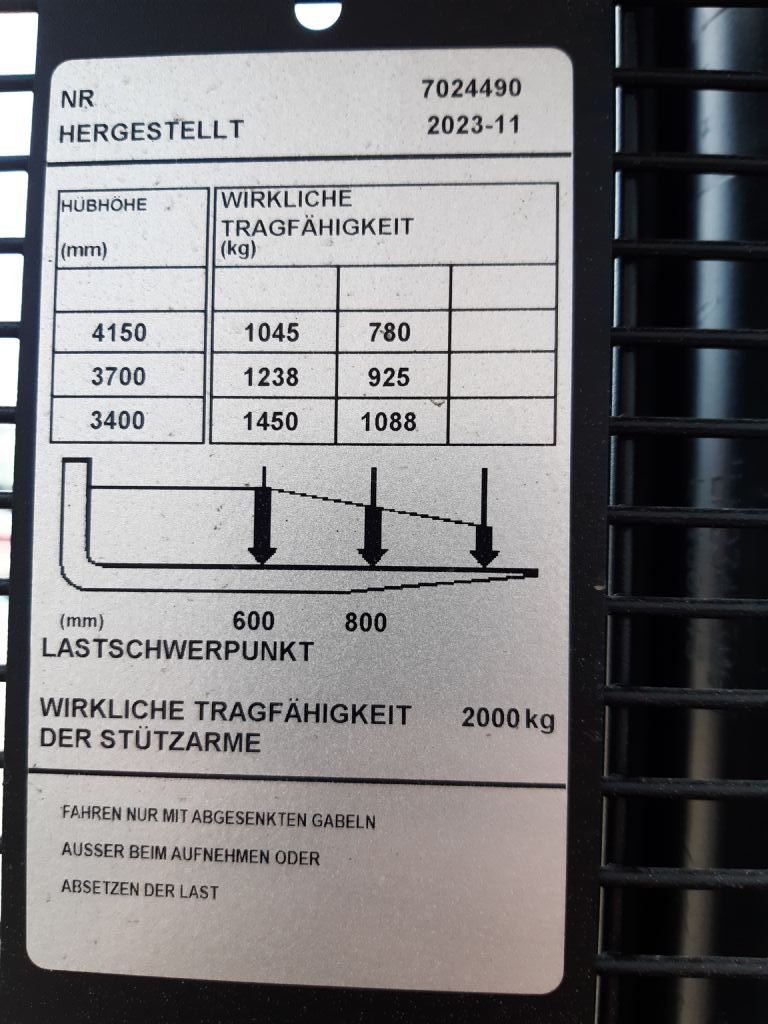 NR 7024490
HERGESTELLT 2023-11
HÜBHÖHE
(mm)
WIRKLICHE
TRAGFÄHIGKEIT
(kg)
4150 1045 780
3700 1238 925
3400 1450 1088
(mm) 600 800
LASTSCHWERPUNKT
WIRKLICHE TRAGFÄHIGKEIT 2000 kg
DER STÜTZARME
FAHREN NUR MIT ABGESENKTEN GABELN
AUSSER BEIM AUFNEHMEN ODER
ABSETZEN DER LAST